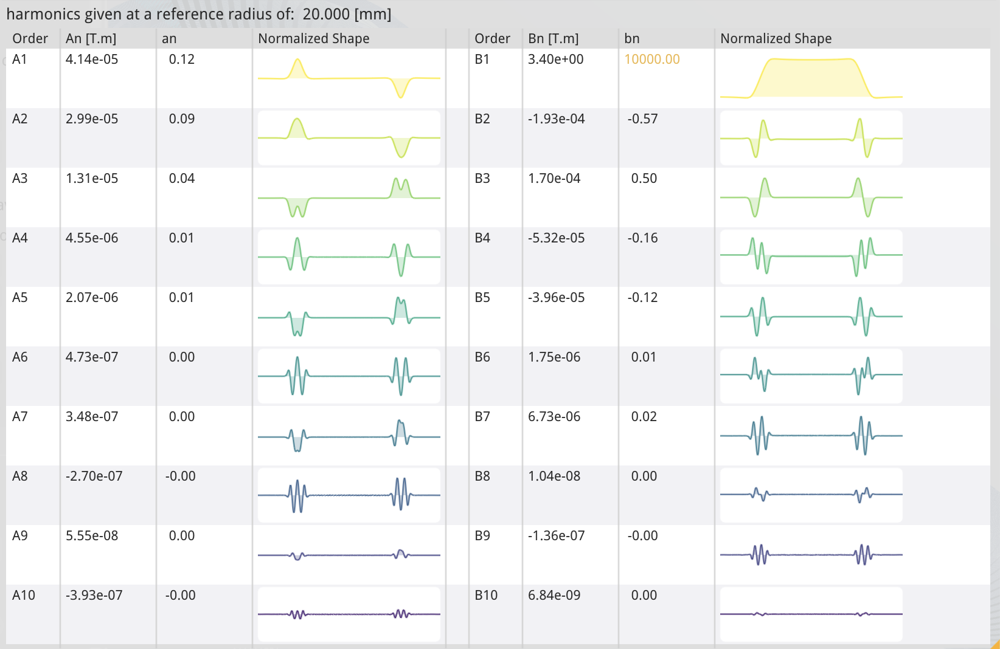 harmonics given at a reference radius of: 20.000 [mm]
Order An [T.m] an Normalized Shape Order Bn [T.m] bn Normalized Shape
A1 4.14e-05 0.12 B1 3.40e+00 10000.00
A2 2.99e-05 0.09 B2 -1.93e-04 -0.57
A3 1.31e-05 0.04 B3 1.70e-04 0.50
A4 4.55e-06 0.01 B4 -5.32e-05 -0.16
A5 2.07e-06 0.01 B5 -3.96e-05 -0.12
A6 4.73e-07 0.00 B6 1.75e-06 0.01
A7 3.48e-07 0.00 B7 6.73e-06 0.02
A8 -2.70e-07 -0.00 B8 1.04e-08 0.00
A9 5.55e-08 0.00 B9 -1.36e-07 -0.00
A10 -3.93e-07 -0.00 B10 6.84e-09 0.00